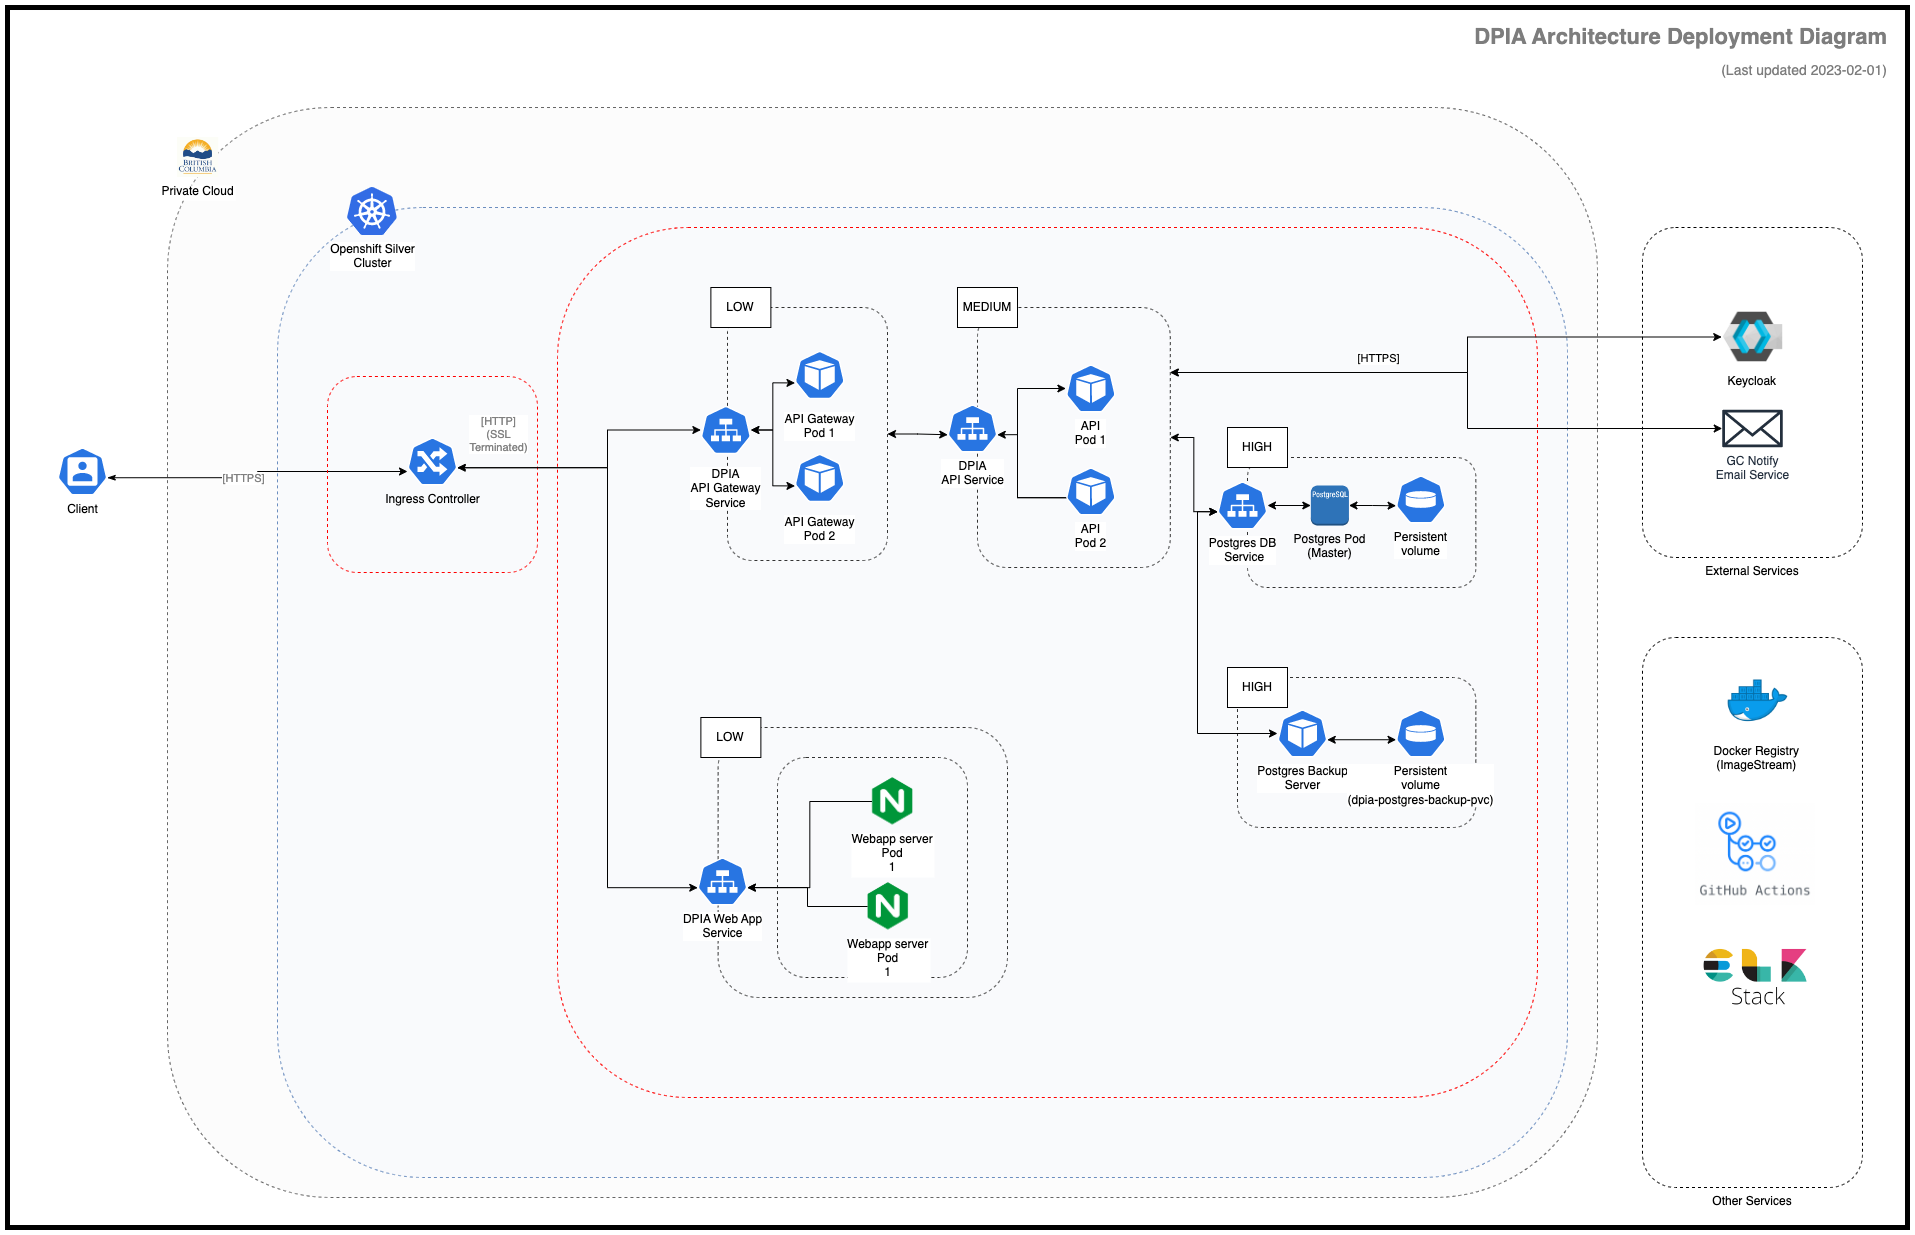 DPIA Architecture Deployment Diagram
(Last updated 2023-02-01)
BRITISH
COLUMBIA
Private Cloud
Openshift Silver
Cluster
LOW
MEDIUM
[HTTPS]
Keycloak
GC Notify
Email Service
External Services
[HTTP]
(SSL
Terminated)
Ingress Controller
[HTTPS]
Client
API Gateway
Pod 1
API Gateway
Pod 2
DPIA
API Gateway
Service
DPIA
API Service
API
Pod 1
API
Pod 2
HIGH
Postgres DB
Service
PostgreSQL
Postgres Pod
(Master)
Persistent
volume
HIGH
Postgres Backup
Server
Persistent
volume
(dpia-postgres-backup-pvc)
LOW
Webapp server
Pod
1
DPIA Web App
Service
Webapp server
Pod
1
Docker Registry
(ImageStream)
GitHub Actions
ELK
Stack
Other Services